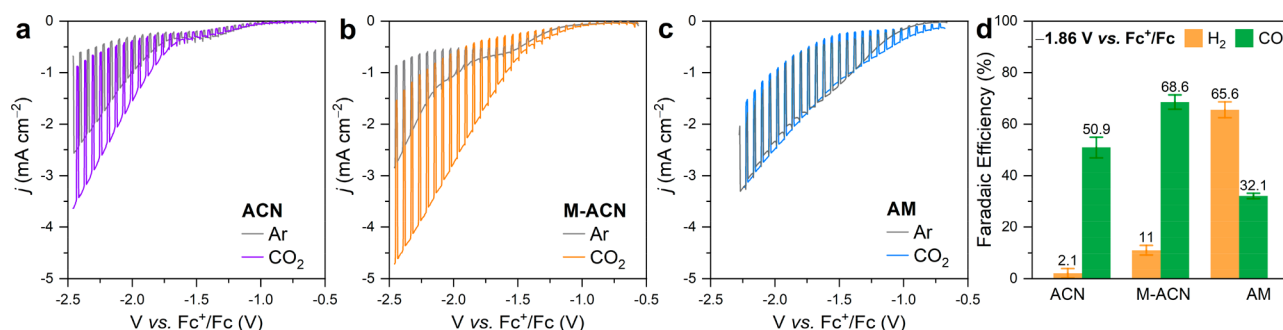 a
0
-1
-2
-3
-4
-5
j (mA cm⁻²)
ACN
Ar
CO₂
-2.5 -2.0 -1.5 -1.0 -0.5
V vs. Fc⁺/Fc (V)
b
0
-1
-2
-3
-4
-5
j (mA cm⁻²)
M-ACN
Ar
CO₂
-2.5 -2.0 -1.5 -1.0 -0.5
V vs. Fc⁺/Fc (V)
c
0
-1
-2
-3
-4
-5
j (mA cm⁻²)
AM
Ar
CO₂
-2.5 -2.0 -1.5 -1.0 -0.5
V vs. Fc⁺/Fc (V)
d
100
80
60
40
20
0
Faradaic Efficiency (%)
–1.86 V vs. Fc⁺/Fc H₂ CO
2.1
50.9
11
68.6
65.6
32.1
ACN M-ACN AM